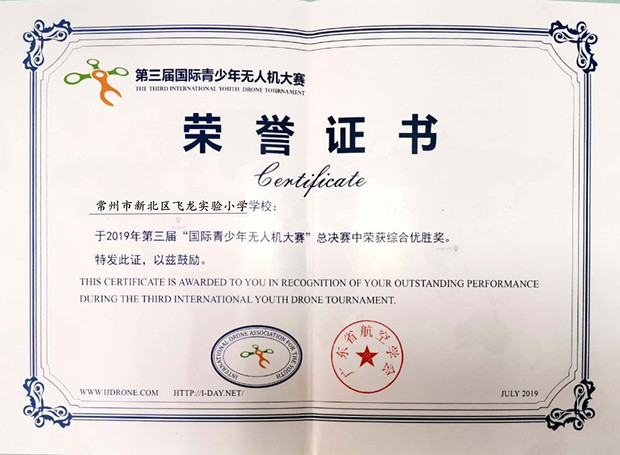 第三届国际青少年无人机大赛
THE THIRD INTERNATIONAL YOUTH DRONE TOURNAMENT
荣誉证书
Certificate
常州市新北区飞龙实验小学学校：
于2019年第三届“国际青少年无人机大赛”总决赛中荣获综合优胜奖。
特发此证，以兹鼓励。
THIS CERTIFICATE IS AWARDED TO YOU IN RECOGNITION OF YOUR OUTSTANDING PERFORMANCE
DURING THE THIRD INTERNATIONAL YOUTH DRONE TOURNAMENT.
INTERNATIONAL DRONE ASSOCIATION FOR THE YOUTH
广东省航空学会
WWW.IJDRONE.COM HTTP://I-DAY.NET/
JULY 2019